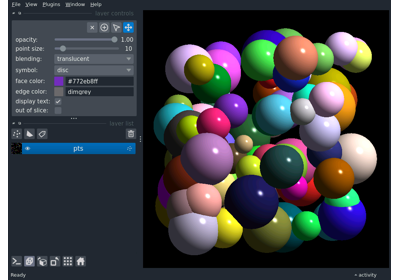 File View Plugins Window Help
layer controls
opacity: 1.00
point size: 10
blending: translucent
symbol: disc
face color: #772eb8ff
edge color: dimgrey
display text: ✓
out of slice:
layer list
pts
Ready
activity